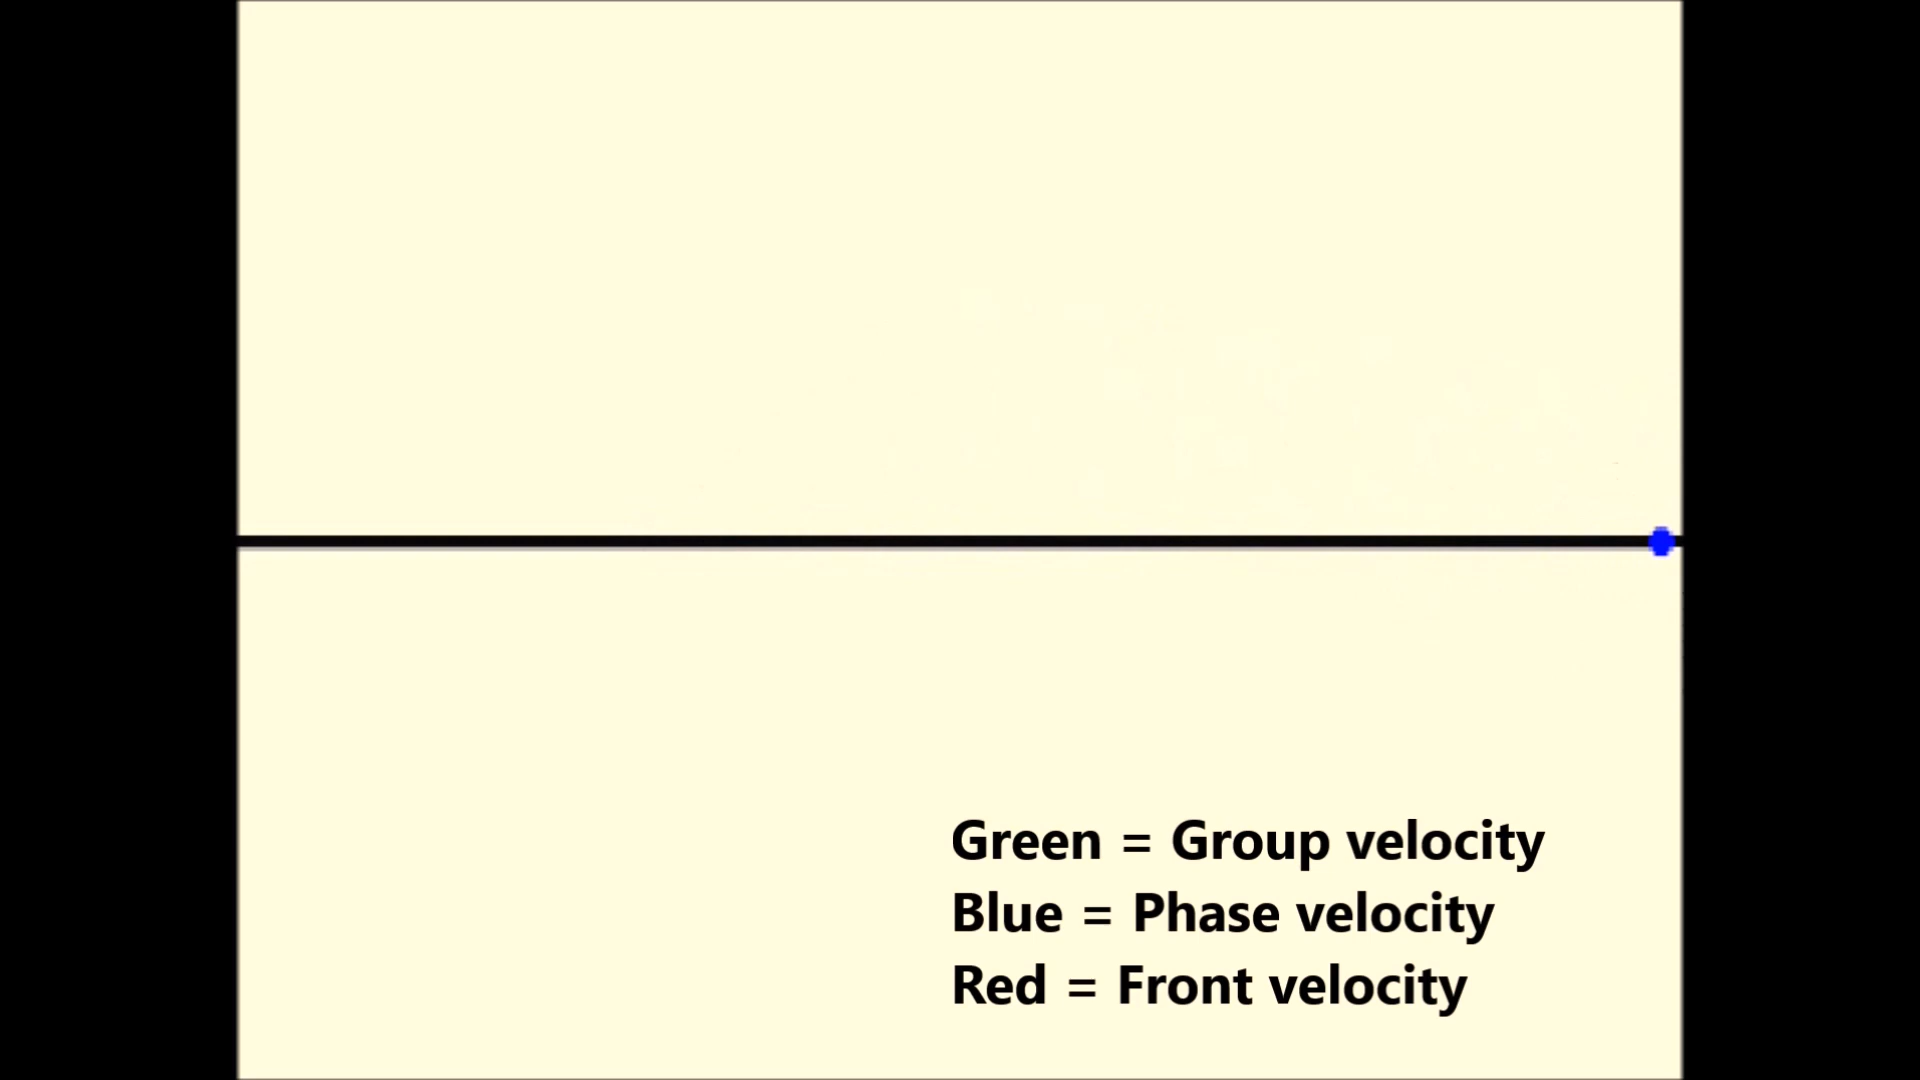 Green = Group velocity
Blue = Phase velocity
Red = Front velocity